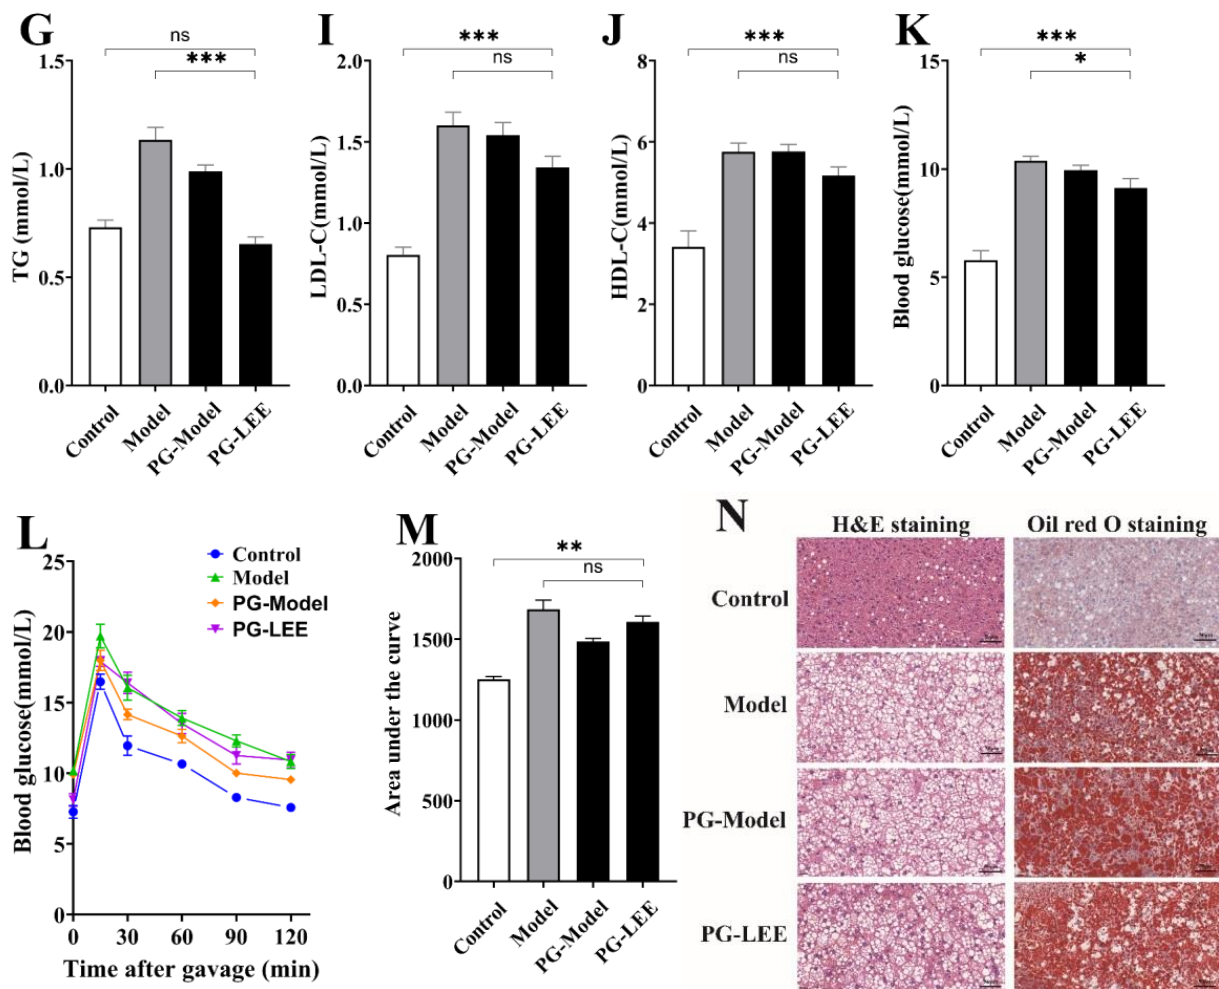 G
ns
***
1.5
1.0
0.5
0.0
TG (mmol/L)
Control
Model
PG-Model
PG-LEE
I
***
ns
2.0
1.5
1.0
0.5
0.0
LDL-C(mmol/L)
Control
Model
PG-Model
PG-LEE
J
***
ns
8
6
4
2
0
HDL-C(mmol/L)
Control
Model
PG-Model
PG-LEE
K
***
*
15
10
5
0
Blood glucose(mmol/L)
Control
Model
PG-Model
PG-LEE
L
Control
Model
PG-Model
PG-LEE
25
20
15
10
5
0
Blood glucose(mmol/L)
0
30
60
90
120
Time after gavage (min)
M
**
ns
2000
1500
1000
500
0
Area under the curve
Control
Model
PG-Model
PG-LEE
N
H&E staining
Oil red O staining
Control
Model
PG-Model
PG-LEE